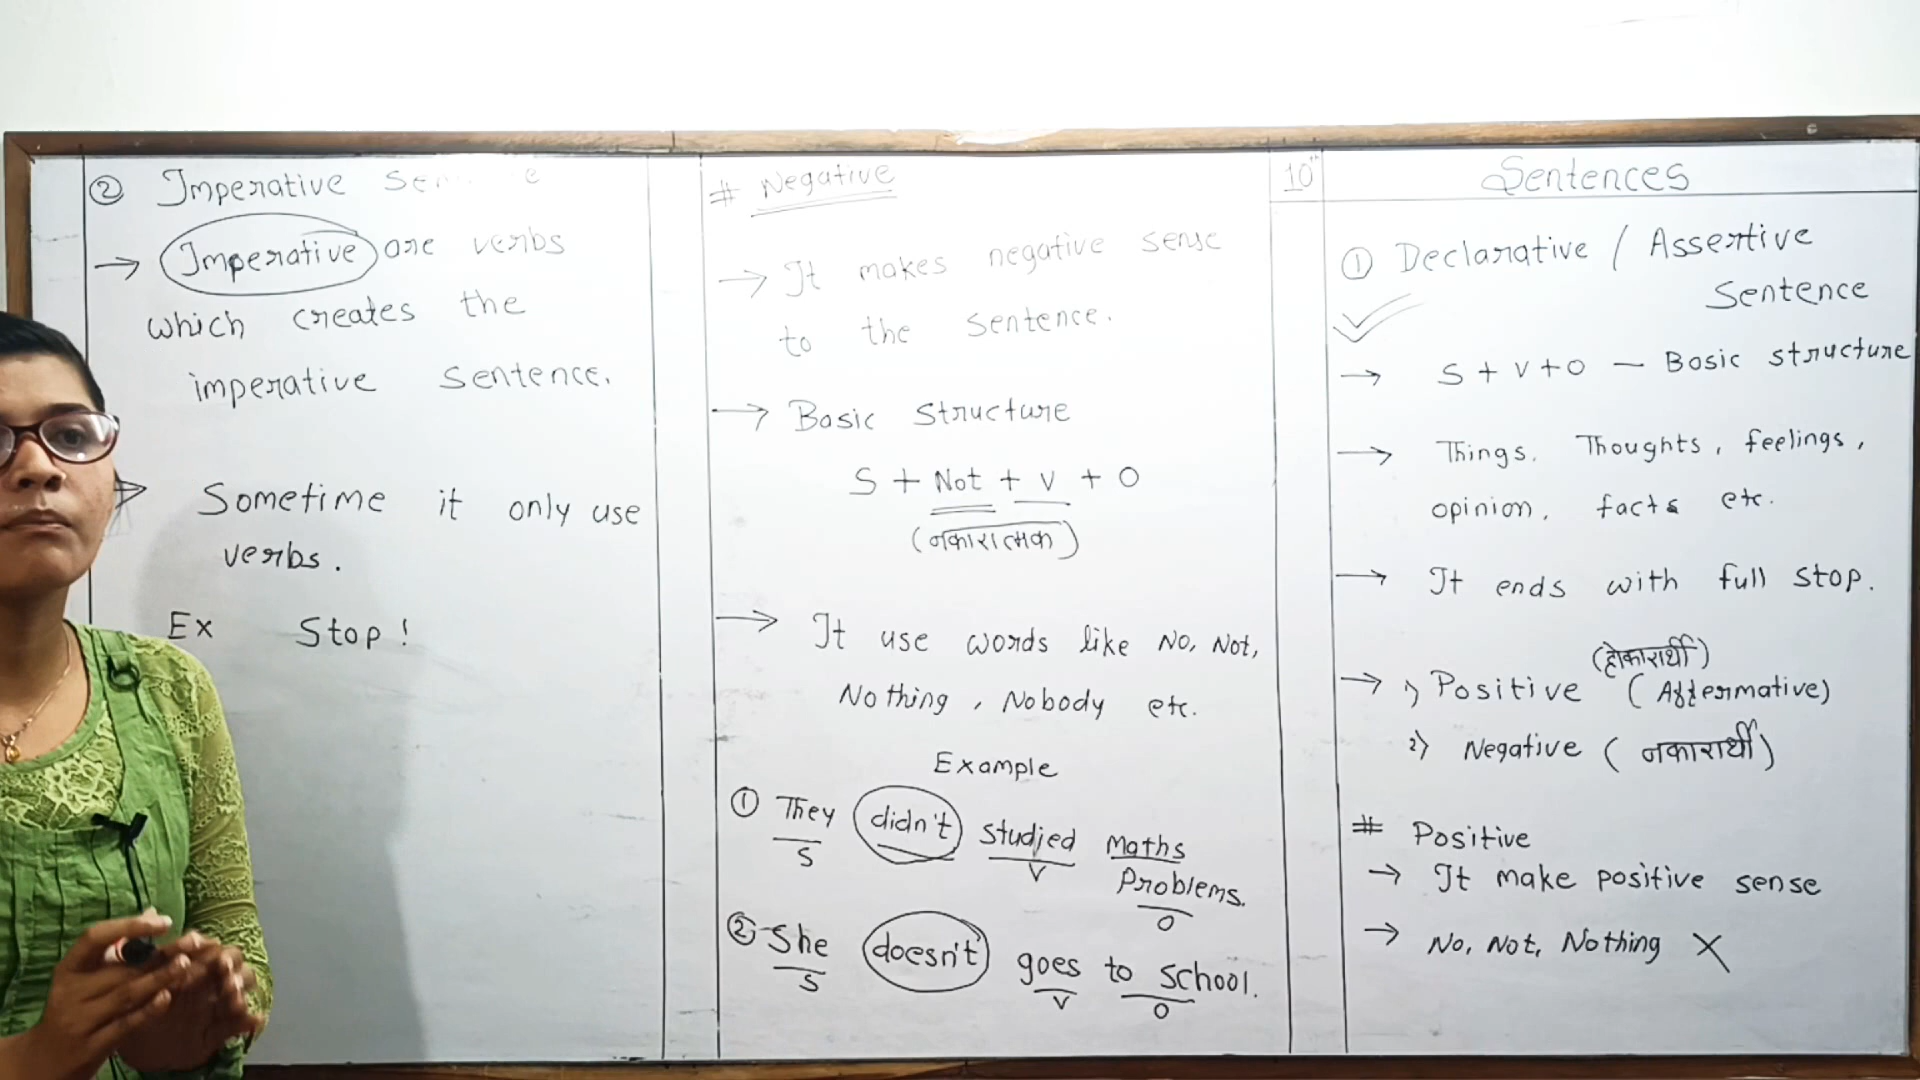 ② Imperative Se e
→ Imperative are verbs
which creates the
imperative Sentence.
→ Sometime it only use
verbs.
Ex Stop!
# Negative
→ It makes negative sense
to the Sentence.
→ Basic Structure
S + Not + V + O
(नकारात्मक)
→ It use words like No, Not,
Nothing, Nobody etc.
Example
① They didn't studied Maths
S V
Problems.
O
② She doesn't goes to school.
S V O
10th Sentences
① Declarative / Assertive
Sentence
→ S + V + O — Basic structure
→ Things, Thoughts, feelings,
opinion, facts etc.
→ It ends with full stop.
(होकारार्थी)
→ 1) Positive (Affermative)
2) Negative (नकारार्थी)
# Positive
→ It make positive sense
→ No, Not, Nothing X